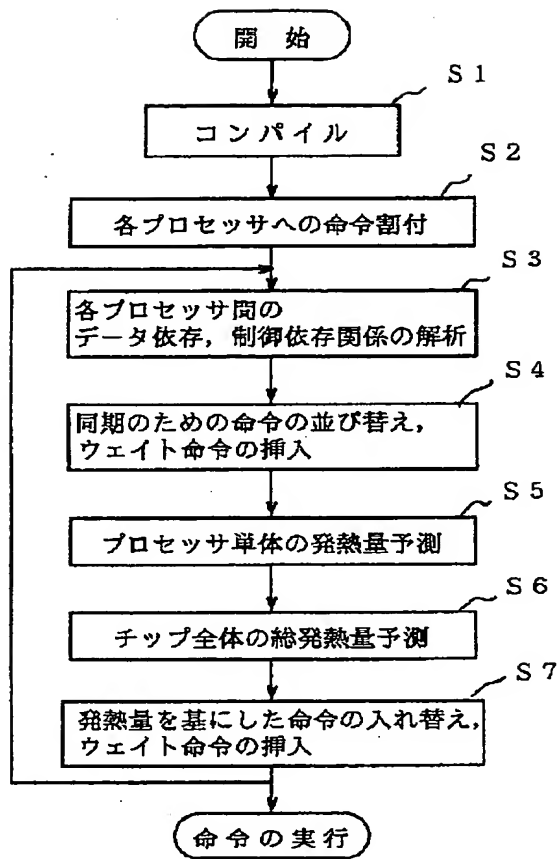 開 始
S1
コンパイル
S2
各プロセッサへの命令割付
S3
各プロセッサ間の
データ依存,制御依存関係の解析
S4
同期のための命令の並び替え,
ウェイト命令の挿入
S5
プロセッサ単体の発熱量予測
S6
チップ全体の総発熱量予測
S7
発熱量を基にした命令の入れ替え,
ウェイト命令の挿入
命令の実行